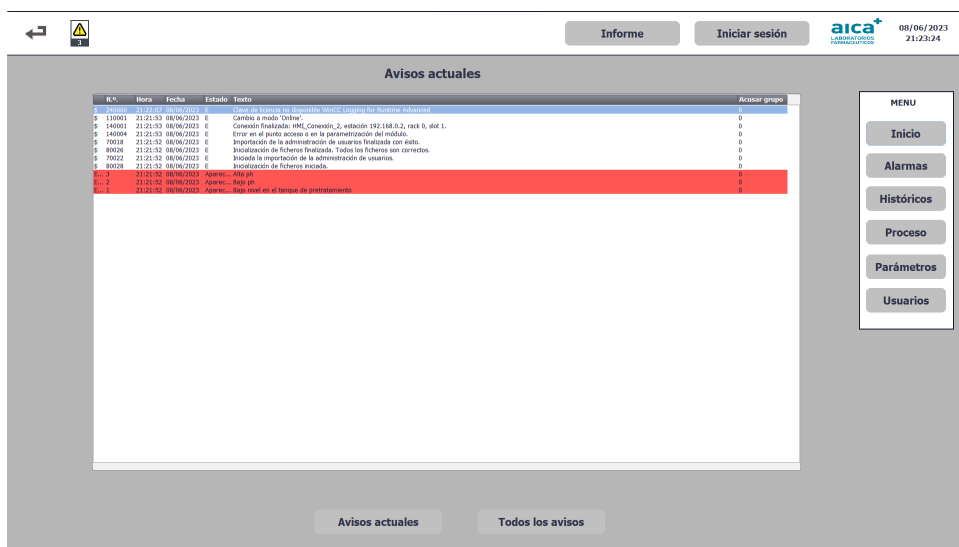 Informe
Iniciar sesión
aica+
LABORATORIOS
FARMACEUTICOS
08/06/2023
21:23:24
3
Avisos actuales
N.º. Hora Fecha Estado Texto Acusar grupo
$ 240000 21:22:07 08/06/2023 E Clave de licencia no disponible WinCC Logging for Runtime Advanced 0
$ 110001 21:21:53 08/06/2023 E Cambio a modo 'Online'. 0
$ 140001 21:21:53 08/06/2023 E Conexión finalizada: HMI_Conexión_2, estación 192.168.0.2, rack 0, slot 1. 0
$ 140004 21:21:53 08/06/2023 E Error en el punto acceso o en la parametrización del módulo. 0
$ 70018 21:21:52 08/06/2023 E Importación de la administración de usuarios finalizada con éxito. 0
$ 80026 21:21:52 08/06/2023 E Inicialización de ficheros finalizada. Todos los ficheros son correctos. 0
$ 70022 21:21:52 08/06/2023 E Iniciada la importación de la administración de usuarios. 0
$ 80028 21:21:52 08/06/2023 E Inicialización de ficheros iniciada. 0
E... 3 21:21:52 08/06/2023 Aparec... Alta ph 0
E... 2 21:21:52 08/06/2023 Aparec... Bajo ph 0
E... 1 21:21:52 08/06/2023 Aparec... Bajo nivel en el tanque de pretratamiento 0
MENU
Inicio
Alarmas
Históricos
Proceso
Parámetros
Usuarios
Avisos actuales
Todos los avisos